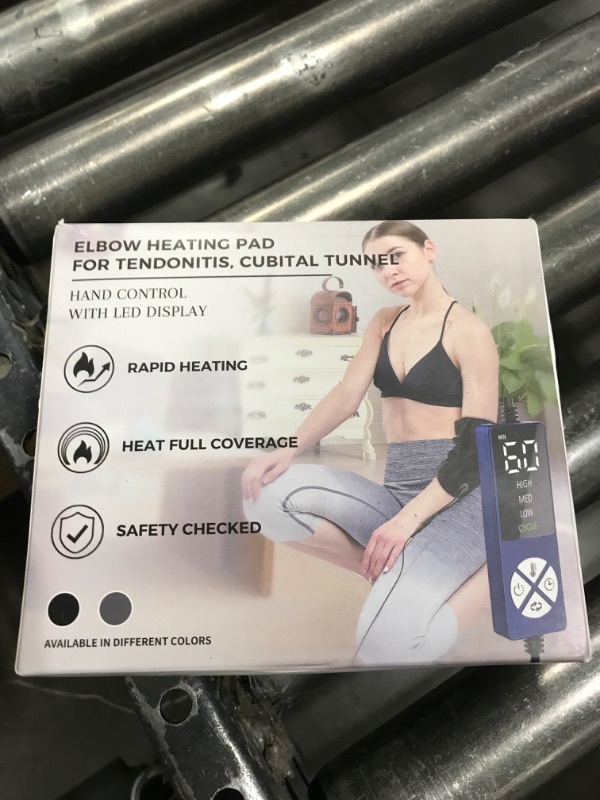 ELBOW HEATING PAD
FOR TENDONITIS, CUBITAL TUNNEL
HAND CONTROL
WITH LED DISPLAY
RAPID HEATING
HEAT FULL COVERAGE
SAFETY CHECKED
AVAILABLE IN DIFFERENT COLORS
MIN
60
HIGH
MED
LOW
CYCLE